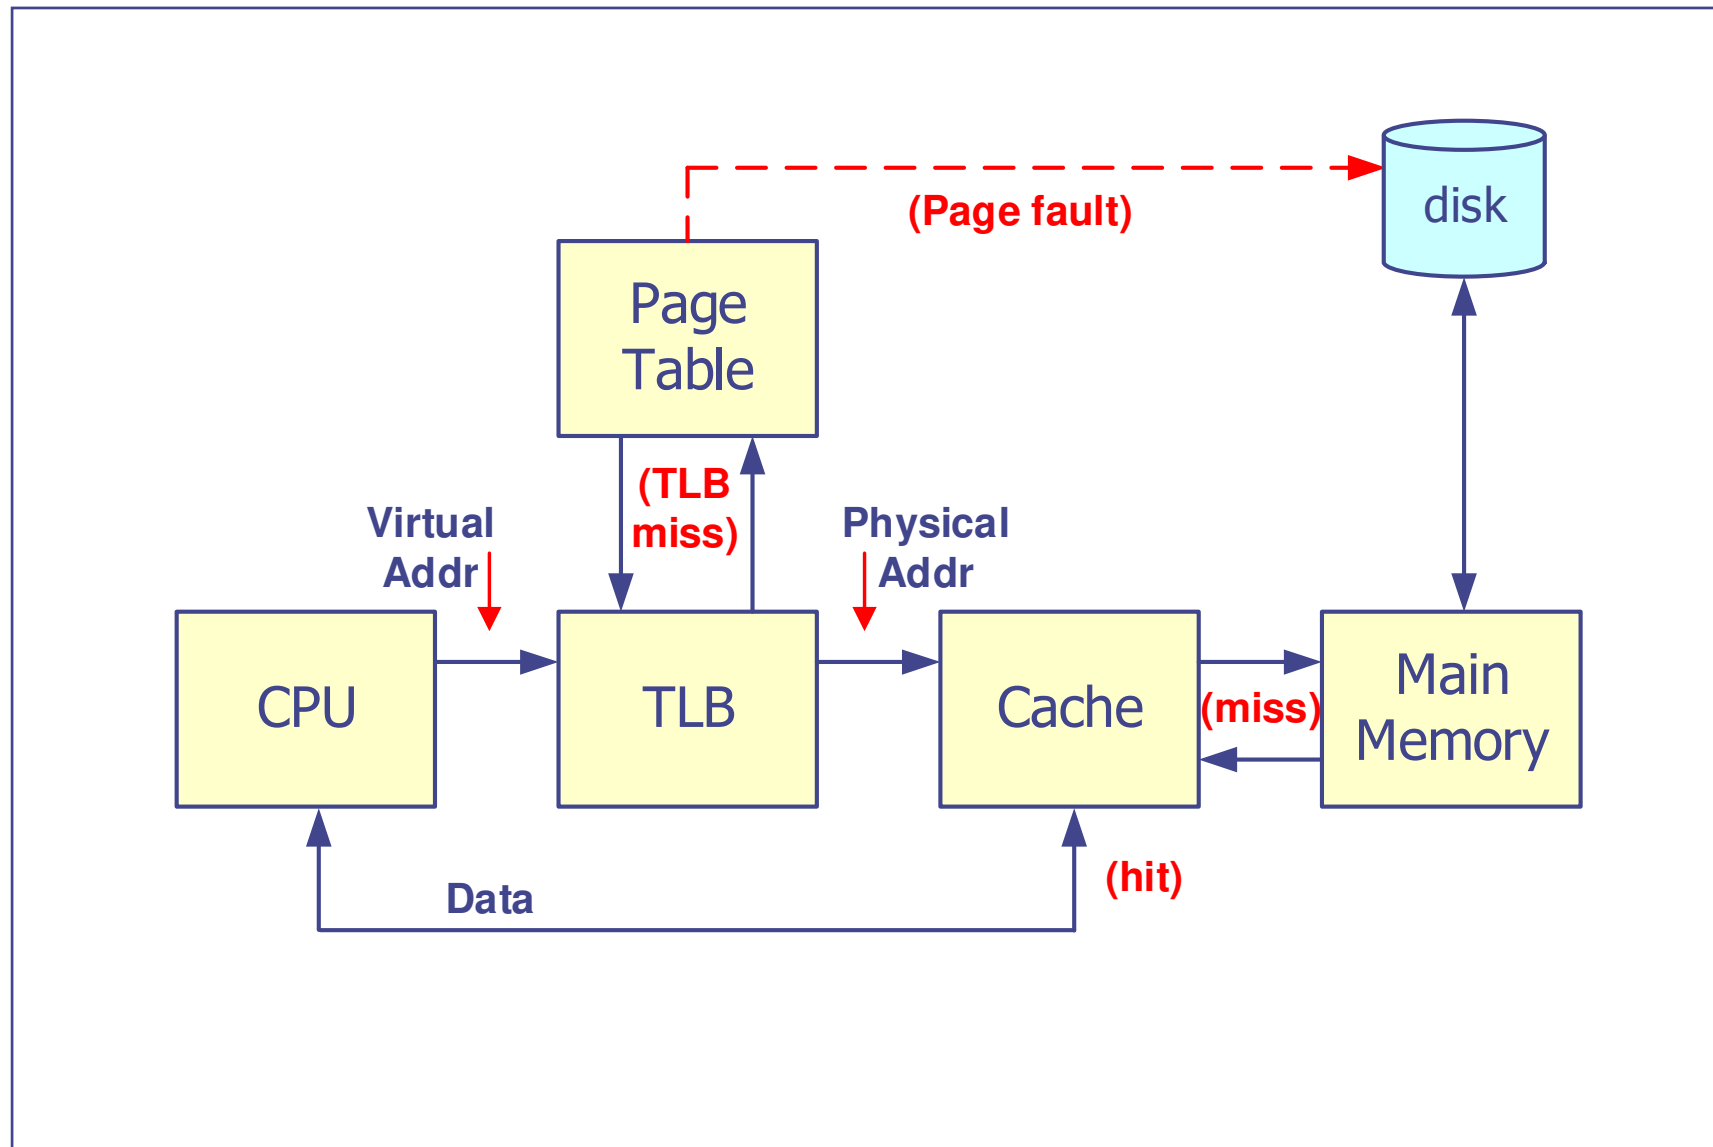 disk
(Page fault)
Page
Table
(TLB
miss)
Virtual
Addr
Physical
Addr
CPU
TLB
Cache
(miss)
Main
Memory
(hit)
Data